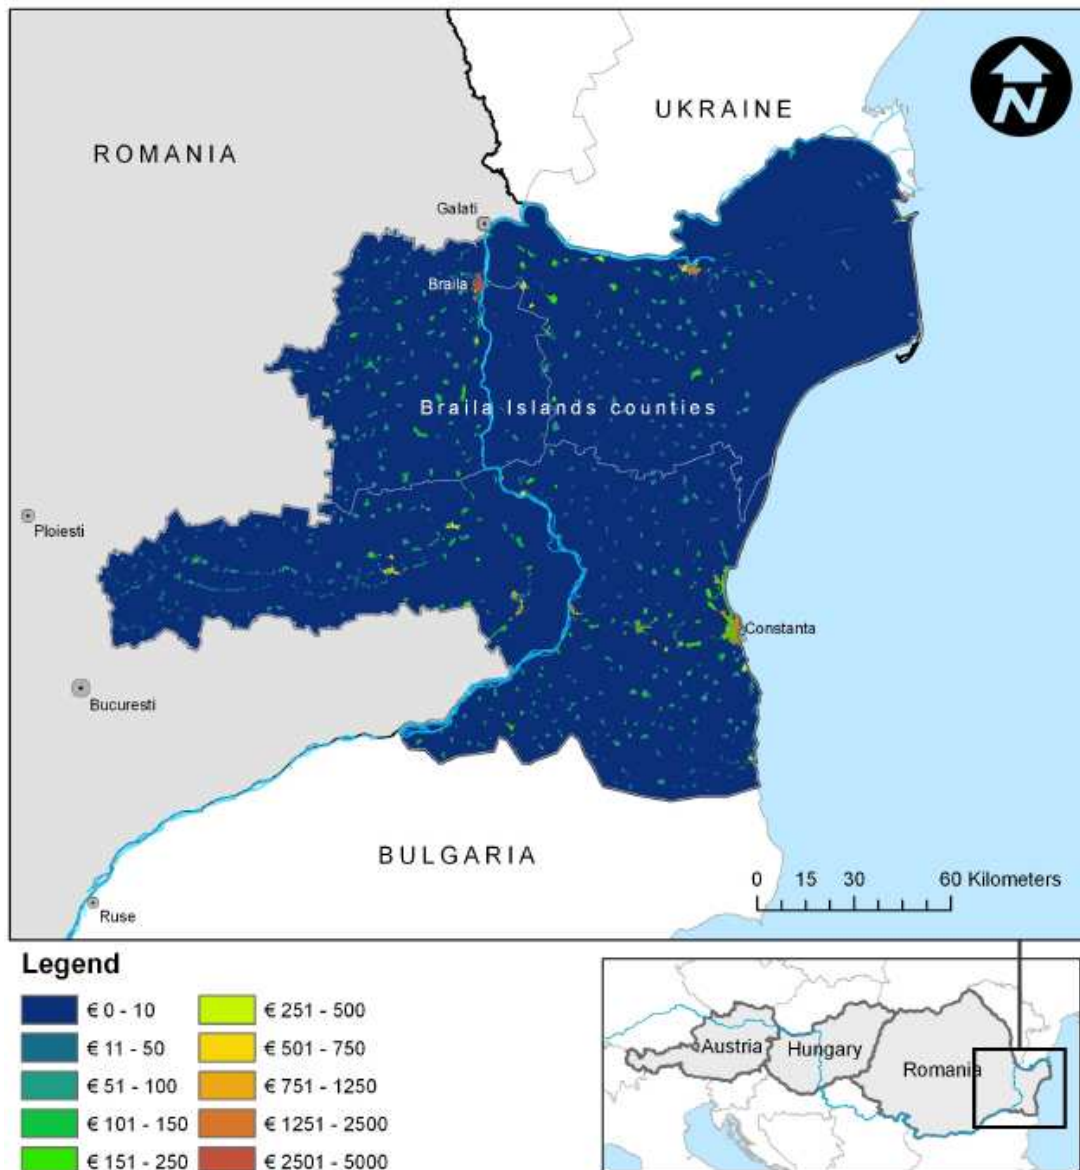 N
UKRAINE
ROMANIA
Galati
Braila
Braila Islands counties
Ploiesti
Constanta
Bucuresti
BULGARIA
0 15 30 60 Kilometers
Ruse
Legend
€ 0 - 10
€ 11 - 50
€ 51 - 100
€ 101 - 150
€ 151 - 250
€ 251 - 500
€ 501 - 750
€ 751 - 1250
€ 1251 - 2500
€ 2501 - 5000
Austria
Hungary
Romania